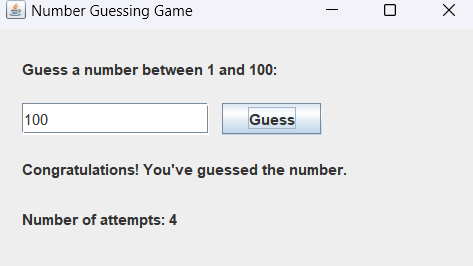 Number Guessing Game
Guess a number between 1 and 100:
100 Guess
Congratulations! You've guessed the number.
Number of attempts: 4